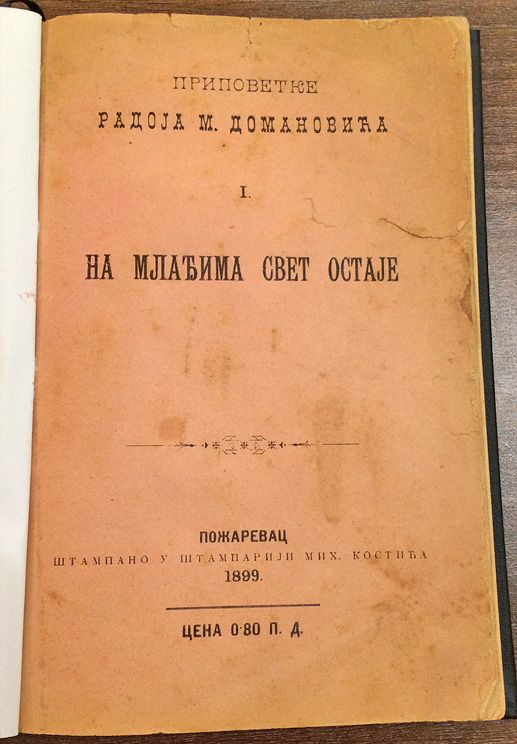 ПРИПОВЕТКЕ
РАДОЈА М. ДОМАНОВИЋА
I.
НА МЛАЂИМА СВЕТ ОСТАЈЕ
ПОЖАРЕВАЦ
ШТАМПАНО У ШТАМПАРИЈИ МИХ. КОСТИЋА
1899.
ЦЕНА 0·80 П. Д.